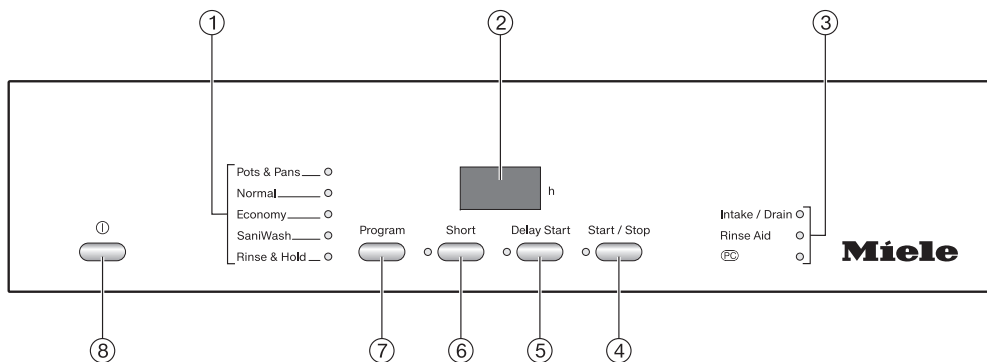 1 2 3
Pots & Pans
Normal
Economy
SaniWash
Rinse & Hold
h
Program
Short
Delay Start
Start / Stop
Intake / Drain
Rinse Aid
PC
Miele
8 7 6 5 4